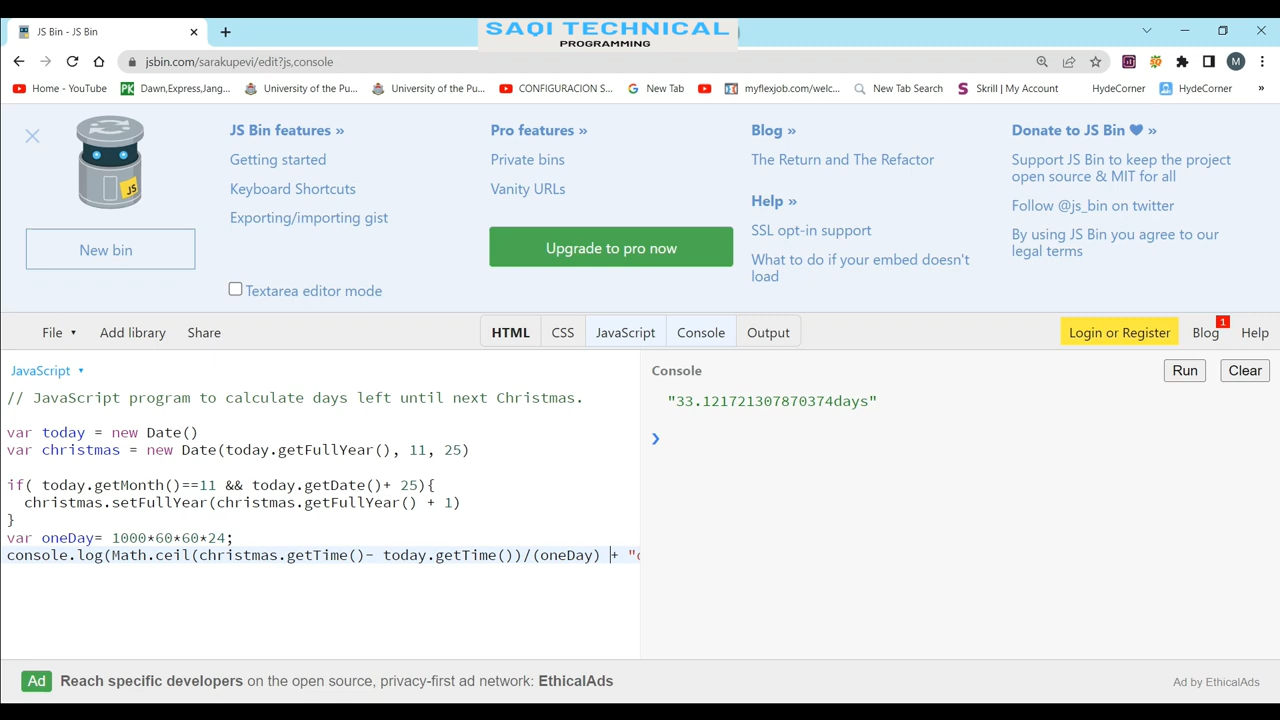 JS Bin - JS Bin
SAQI TECHNICAL
PROGRAMMING
jsbin.com/sarakupevi/edit?js,console
M
Home - YouTube
PK
Dawn,Express,Jang...
University of the Pu...
University of the Pu...
CONFIGURACION S...
New Tab
myflexjob.com/welc...
New Tab Search
Skrill | My Account
HydeCorner
HydeCorner
»
JS Bin features »
Pro features »
Blog »
Donate to JS Bin ♥ »
Getting started
Private bins
The Return and The Refactor
Support JS Bin to keep the project
open source & MIT for all
JS
Keyboard Shortcuts
Vanity URLs
Help »
Follow @js_bin on twitter
Exporting/importing gist
SSL opt-in support
By using JS Bin you agree to our
legal terms
New bin
Upgrade to pro now
What to do if your embed doesn't
load
Textarea editor mode
File
Add library
Share
HTML
CSS
JavaScript
Console
Output
Login or Register
Blog
1
Help
JavaScript
Console
Run
Clear
// JavaScript program to calculate days left until next Christmas.
var today = new Date()
var christmas = new Date(today.getFullYear(), 11, 25)
if( today.getMonth()==11 && today.getDate()+ 25){
christmas.setFullYear(christmas.getFullYear() + 1)
}
var oneDay= 1000*60*60*24;
console.log(Math.ceil(christmas.getTime()- today.getTime())/(oneDay) + "
"33.121721307870374days"
Ad
Reach specific developers on the open source, privacy-first ad network: EthicalAds
Ad by EthicalAds